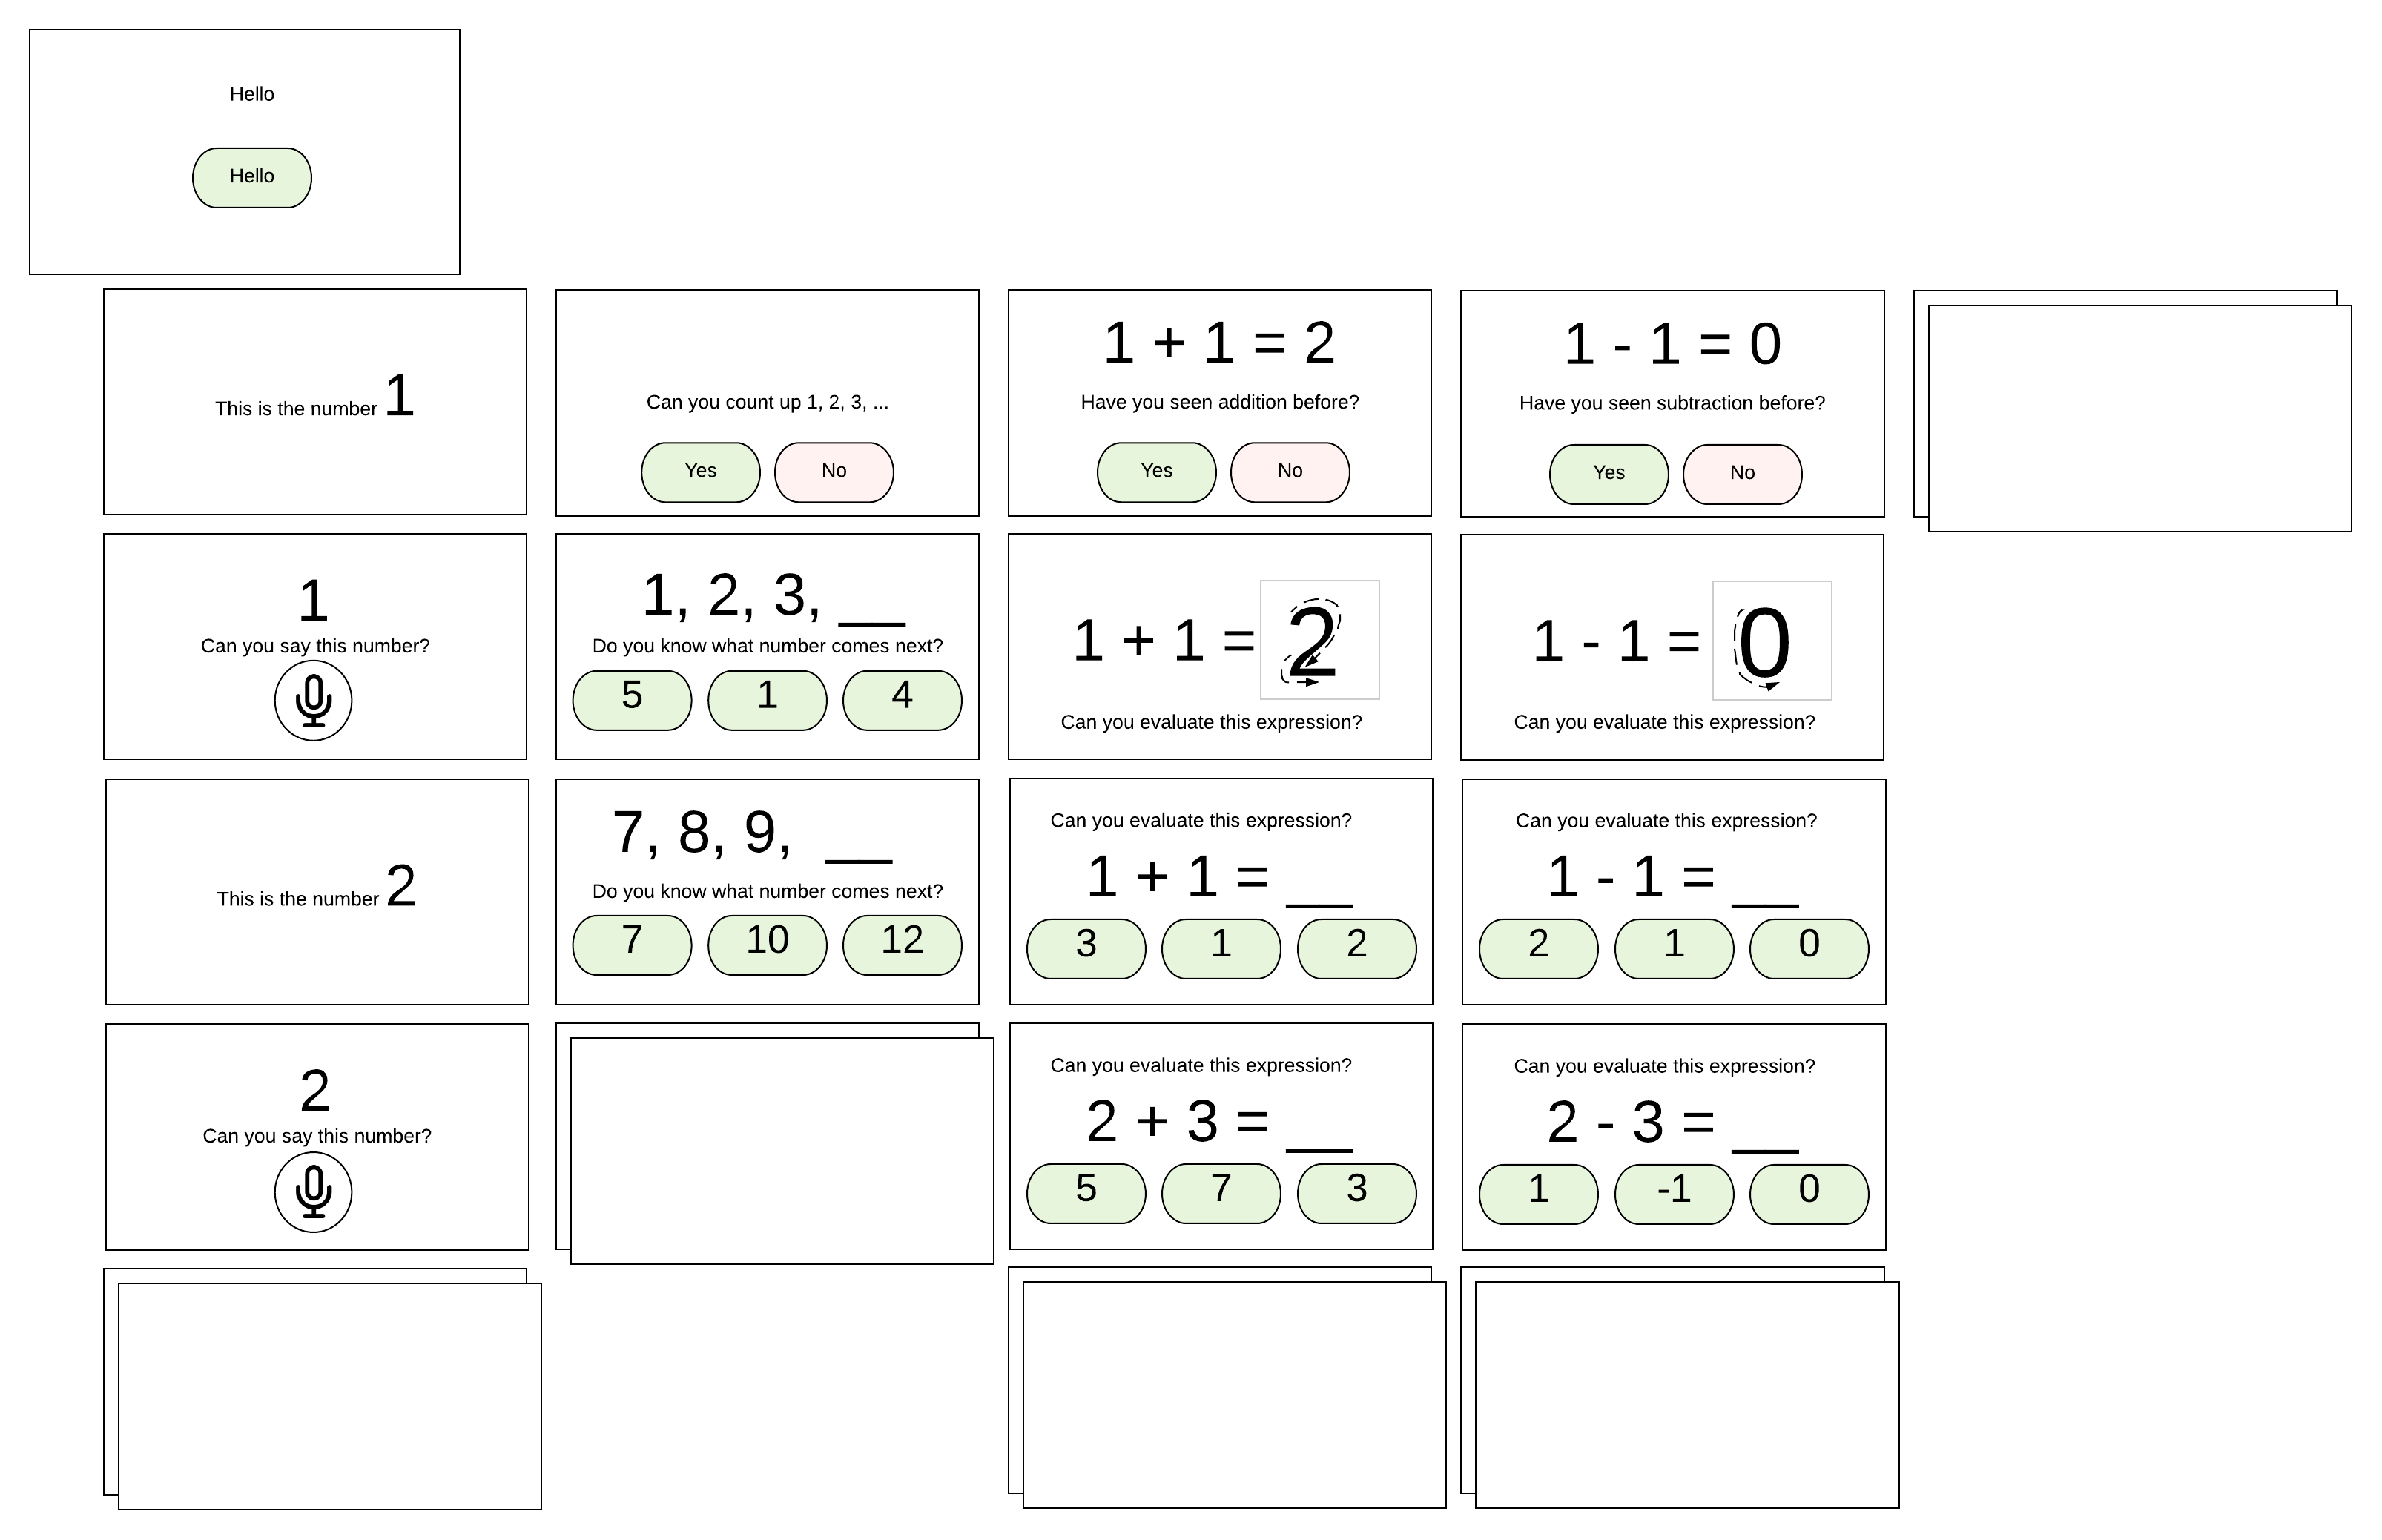 Hello
Hello
This is the number 1
Can you count up 1, 2, 3, ...
Yes No
1 + 1 = 2
Have you seen addition before?
Yes No
1 - 1 = 0
Have you seen subtraction before?
Yes No
1
Can you say this number?
1, 2, 3, __
Do you know what number comes next?
5 1 4
1 + 1 = 2
Can you evaluate this expression?
1 - 1 = 0
Can you evaluate this expression?
This is the number 2
7, 8, 9, __
Do you know what number comes next?
7 10 12
Can you evaluate this expression?
1 + 1 = __
3 1 2
Can you evaluate this expression?
1 - 1 = __
2 1 0
2
Can you say this number?
Can you evaluate this expression?
2 + 3 = __
5 7 3
Can you evaluate this expression?
2 - 3 = __
1 -1 0